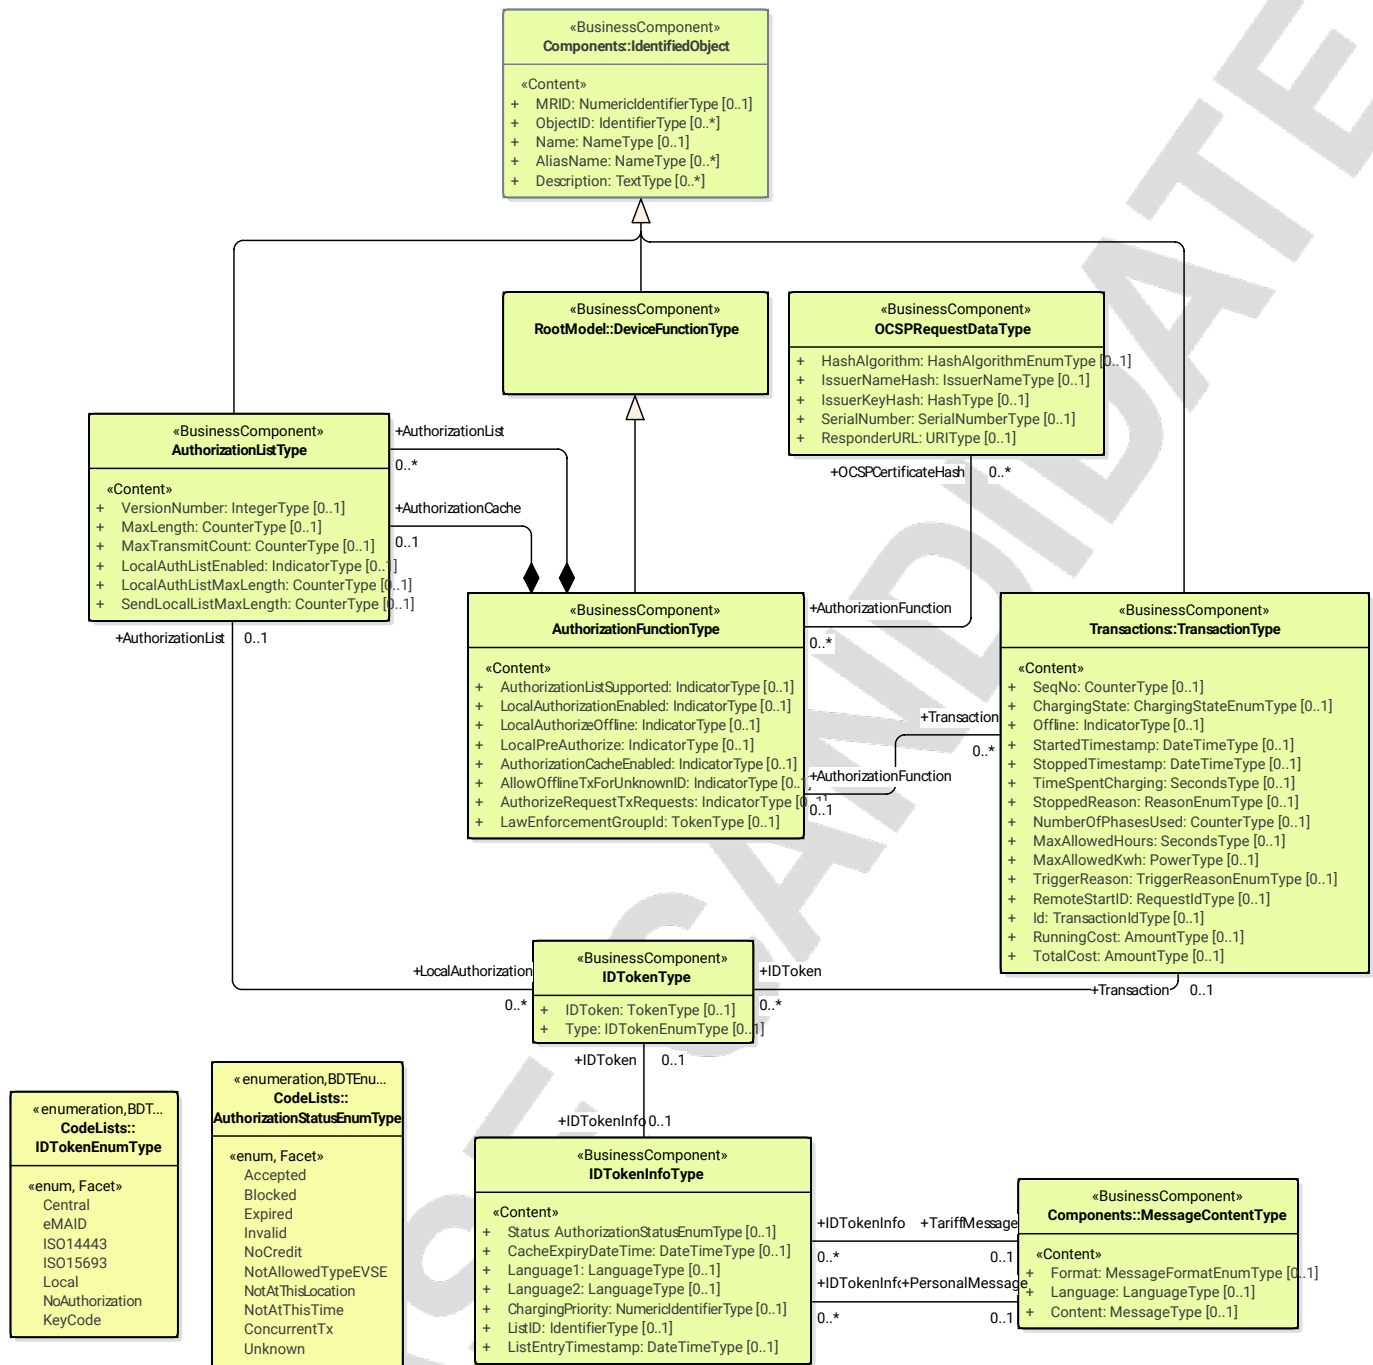 «BusinessComponent»
Components::IdentifiedObject
«Content»
+ MRID: NumericIdentifierType [0..1]
+ ObjectID: IdentifierType [0..*]
+ Name: NameType [0..1]
+ AliasName: NameType [0..*]
+ Description: TextType [0..*]
«BusinessComponent»
RootModel::DeviceFunctionType
«BusinessComponent»
OCSPRequestDataType
+ HashAlgorithm: HashAlgorithmEnumType [0..1]
+ IssuerNameHash: IssuerNameType [0..1]
+ IssuerKeyHash: HashType [0..1]
+ SerialNumber: SerialNumberType [0..1]
+ ResponderURL: URIType [0..1]
+OCSPCertificateHash 0..*
«BusinessComponent»
AuthorizationListType
«Content»
+ VersionNumber: IntegerType [0..1]
+ MaxLength: CounterType [0..1]
+ MaxTransmitCount: CounterType [0..1]
+ LocalAuthListEnabled: IndicatorType [0..1]
+ LocalAuthListMaxLength: CounterType [0..1]
+ SendLocalListMaxLength: CounterType [0..1]
+AuthorizationList
0..*
+AuthorizationCache
0..1
+AuthorizationList 0..1
«BusinessComponent»
AuthorizationFunctionType
«Content»
+ AuthorizationListSupported: IndicatorType [0..1]
+ LocalAuthorizationEnabled: IndicatorType [0..1]
+ LocalAuthorizeOffline: IndicatorType [0..1]
+ LocalPreAuthorize: IndicatorType [0..1]
+ AuthorizationCacheEnabled: IndicatorType [0..1]
+ AllowOfflineTxForUnknownID: IndicatorType [0..1]
+ AuthorizeRequestTxRequests: IndicatorType [0..1]
+ LawEnforcementGroupId: TokenType [0..1]
+AuthorizationFunction
0..*
+Transaction
0..*
+AuthorizationFunction
0..1
«BusinessComponent»
Transactions::TransactionType
«Content»
+ SeqNo: CounterType [0..1]
+ ChargingState: ChargingStateEnumType [0..1]
+ Offline: IndicatorType [0..1]
+ StartedTimestamp: DateTimeType [0..1]
+ StoppedTimestamp: DateTimeType [0..1]
+ TimeSpentCharging: SecondsType [0..1]
+ StoppedReason: ReasonEnumType [0..1]
+ NumberOfPhasesUsed: CounterType [0..1]
+ MaxAllowedHours: SecondsType [0..1]
+ MaxAllowedKwh: PowerType [0..1]
+ TriggerReason: TriggerReasonEnumType [0..1]
+ RemoteStartID: RequestIdType [0..1]
+ Id: TransactionIdType [0..1]
+ RunningCost: AmountType [0..1]
+ TotalCost: AmountType [0..1]
+LocalAuthorization
0..*
«BusinessComponent»
IDTokenType
+ IDToken: TokenType [0..1]
+ Type: IDTokenEnumType [0..1]
+IDToken
0..*
+Transaction 0..1
+IDToken 0..1
+IDTokenInfo 0..1
«enumeration,BDT...
CodeLists::
IDTokenEnumType
«enum, Facet»
Central
eMAID
ISO14443
ISO15693
Local
NoAuthorization
KeyCode
«enumeration,BDTEnu...
CodeLists::
AuthorizationStatusEnumType
«enum, Facet»
Accepted
Blocked
Expired
Invalid
NoCredit
NotAllowedTypeEVSE
NotAtThisLocation
NotAtThisTime
ConcurrentTx
Unknown
«BusinessComponent»
IDTokenInfoType
«Content»
+ Status: AuthorizationStatusEnumType [0..1]
+ CacheExpiryDateTime: DateTimeType [0..1]
+ Language1: LanguageType [0..1]
+ Language2: LanguageType [0..1]
+ ChargingPriority: NumericIdentifierType [0..1]
+ ListID: IdentifierType [0..1]
+ ListEntryTimestamp: DateTimeType [0..1]
+IDTokenInfo +TariffMessage
0..* 0..1
+IDTokenInfo +PersonalMessage
0..* 0..1
«BusinessComponent»
Components::MessageContentType
«Content»
+ Format: MessageFormatEnumType [0..1]
+ Language: LanguageType [0..1]
+ Content: MessageType [0..1]
SE CANDIDATE